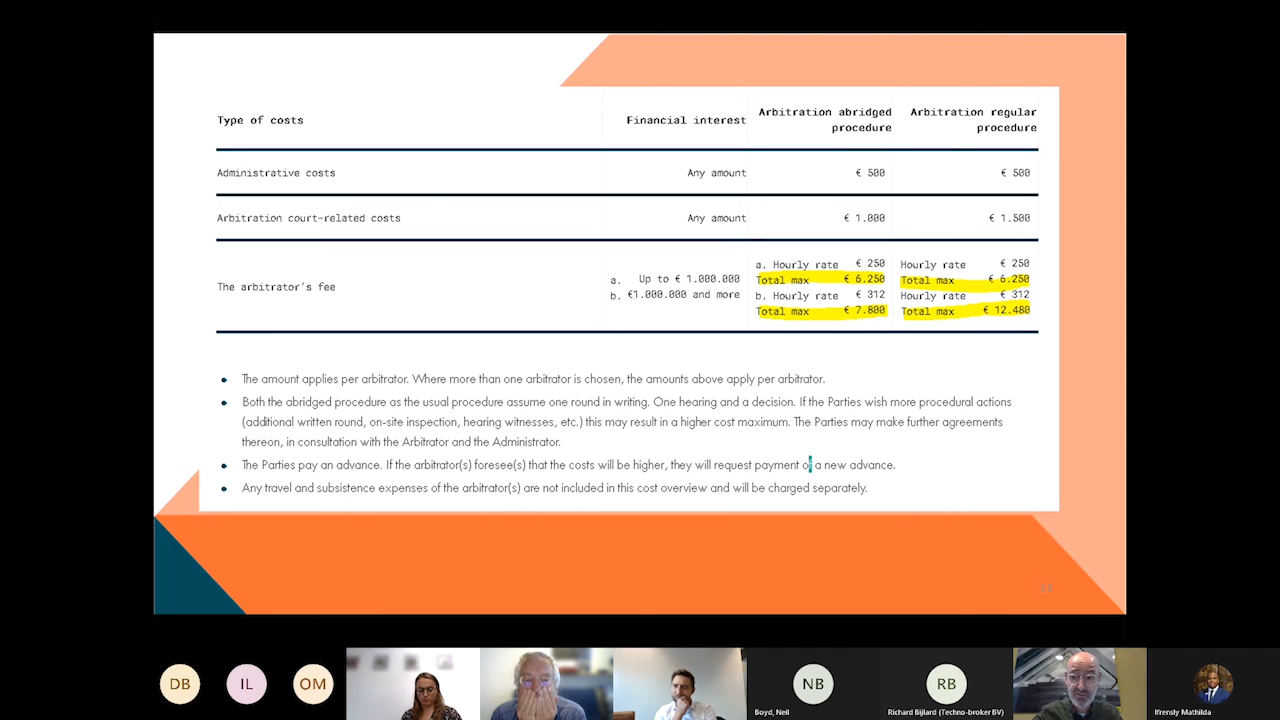 Type of costs Financial interest Arbitration abridged procedure Arbitration regular procedure
Administrative costs Any amount € 500 € 500
Arbitration court-related costs Any amount € 1.000 € 1.500
The arbitrator's fee
a. Up to € 1.000.000
b. €1.000.000 and more
a. Hourly rate € 250
Total max € 6.250
b. Hourly rate € 312
Total max € 7.800
Hourly rate € 250
Total max € 6.250
Hourly rate € 312
Total max € 12.480
• The amount applies per arbitrator. Where more than one arbitrator is chosen, the amounts above apply per arbitrator.
• Both the abridged procedure as the usual procedure assume one round in writing. One hearing and a decision. If the Parties wish more procedural actions
(additional written round, on-site inspection, hearing witnesses, etc.) this may result in a higher cost maximum. The Parties may make further agreements
thereon, in consultation with the Arbitrator and the Administrator.
• The Parties pay an advance. If the arbitrator(s) foresee(s) that the costs will be higher, they will request payment of a new advance.
• Any travel and subsistence expenses of the arbitrator(s) are not included in this cost overview and will be charged separately.
DB
IL
OM
NB
Boyd, Neil
RB
Richard Bijlard (Techno-broker BV)
Ifrensly Mathilda